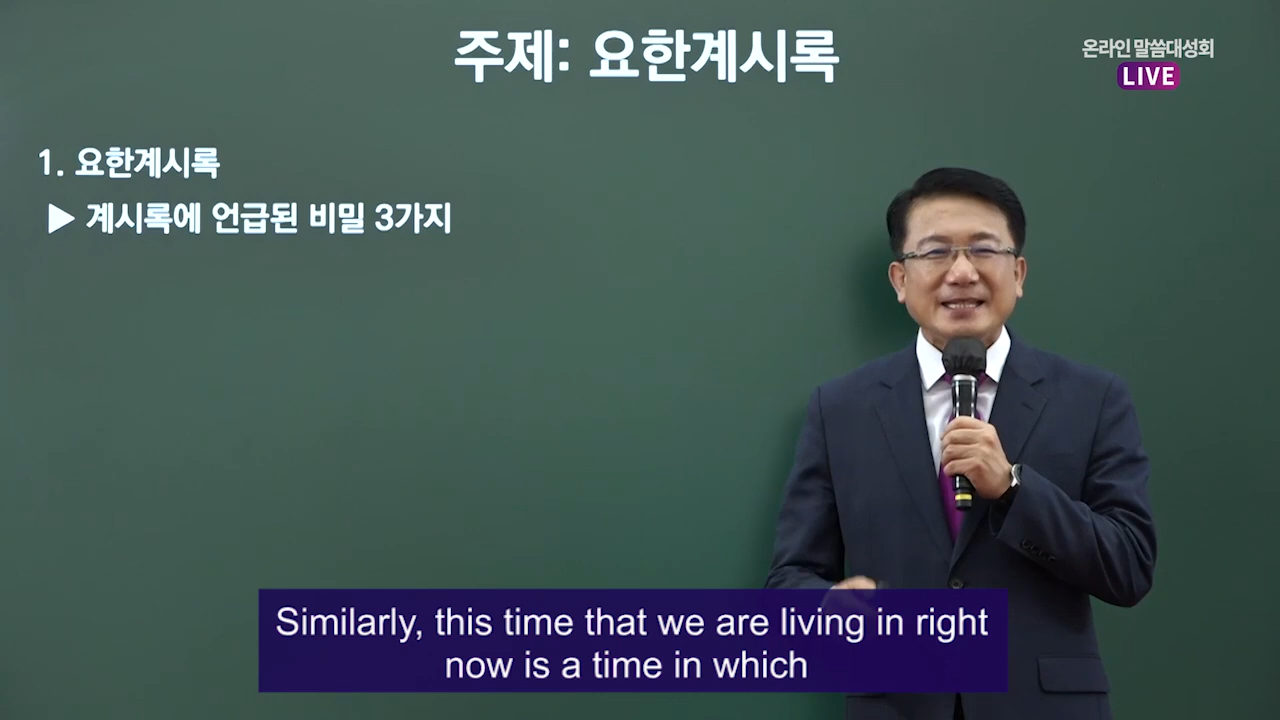 주제: 요한계시록
온라인 말씀대성회
LIVE
1. 요한계시록
▶ 계시록에 언급된 비밀 3가지
Similarly, this time that we are living in right
now is a time in which